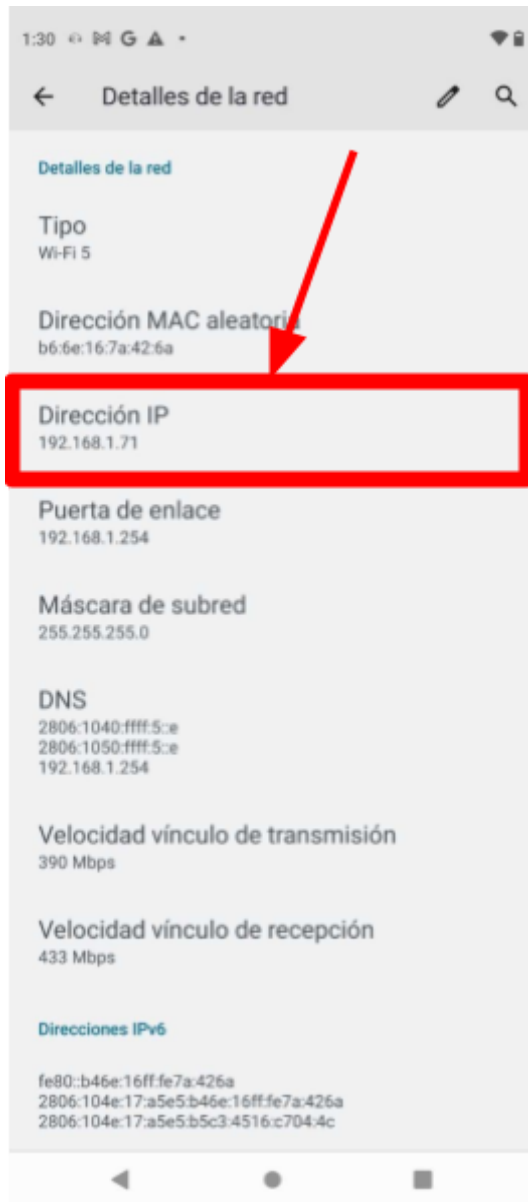 1:30
Detalles de la red
Detalles de la red
Tipo
Wi-Fi 5
Dirección MAC aleatoria
b6:6e:16:7a:42:6a
Dirección IP
192.168.1.71
Puerta de enlace
192.168.1.254
Máscara de subred
255.255.255.0
DNS
2806:1040:ffff:5::e
2806:1050:ffff:5::e
192.168.1.254
Velocidad vínculo de transmisión
390 Mbps
Velocidad vínculo de recepción
433 Mbps
Direcciones IPv6
fe80::b46e:16ff:fe7a:426a
2806:104e:17:a5e5:b46e:16ff:fe7a:426a
2806:104e:17:a5e5:b5c3:4516:c704:4c